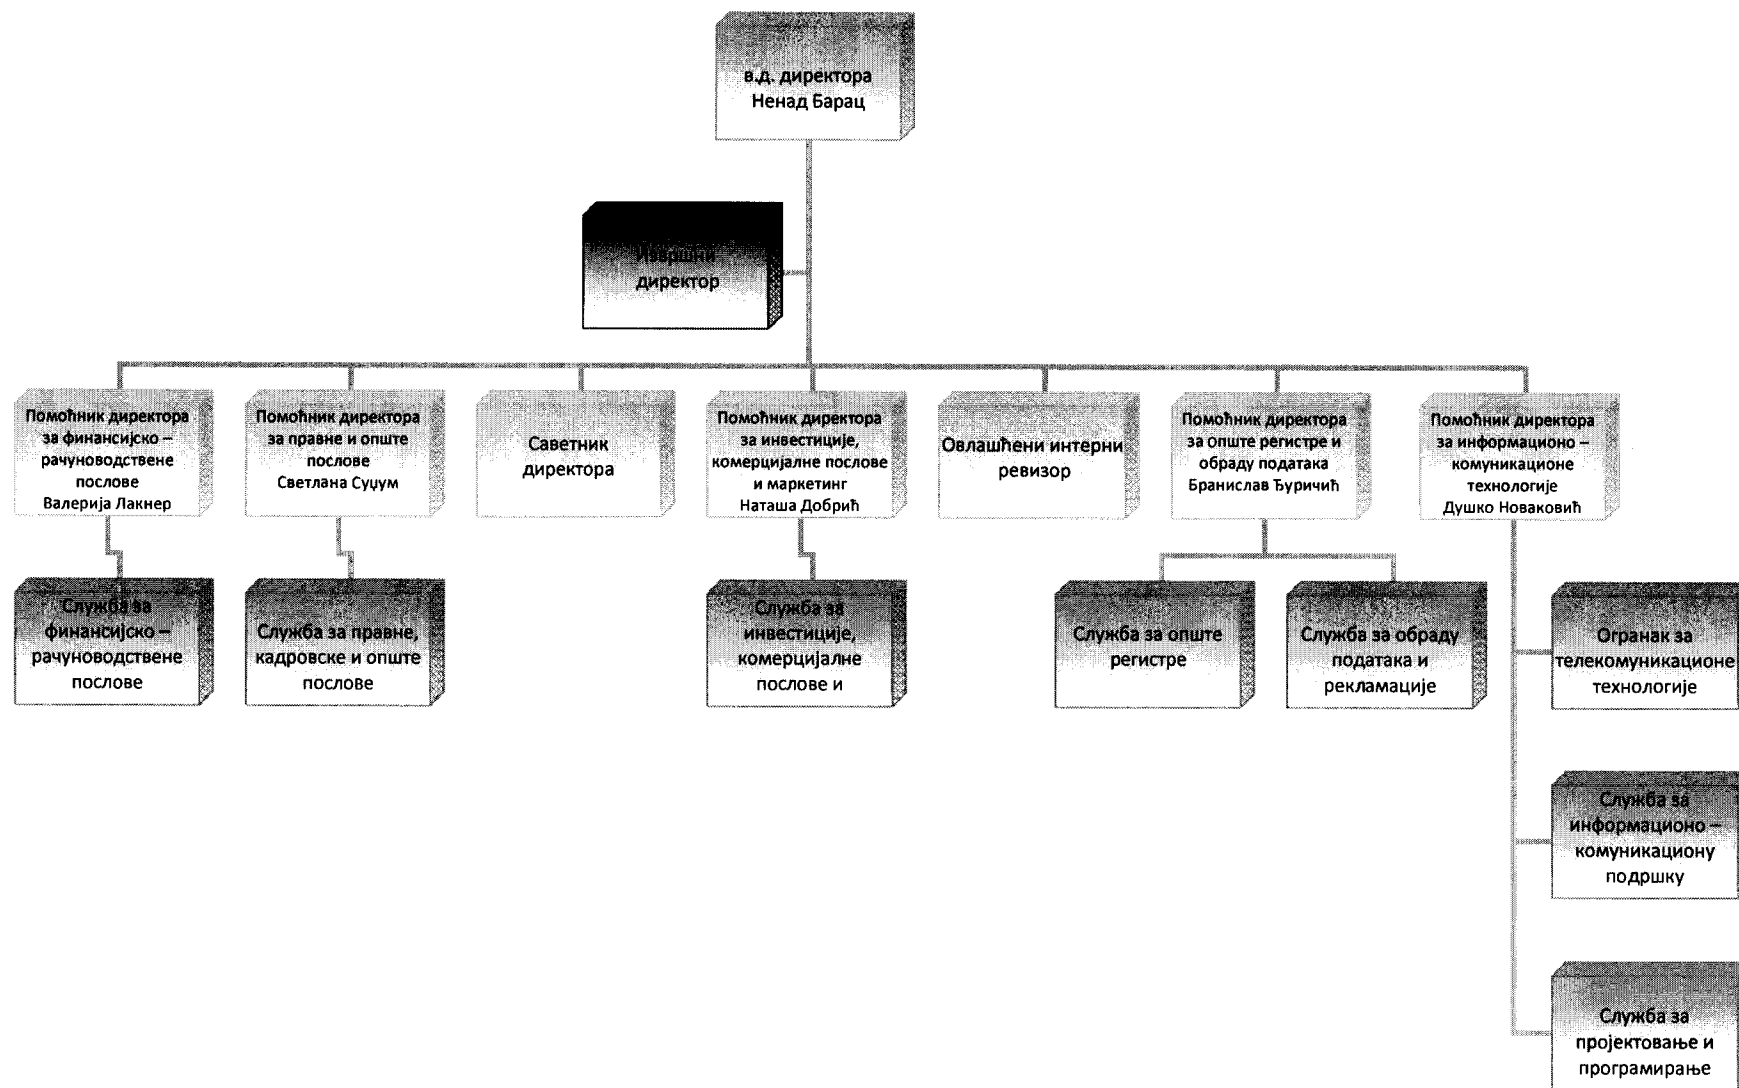 в.д. директора
Ненад Барац
Извршни
директор
Помоћник директора
за финансијско –
рачуноводствене
послове
Валерија Лакнер
Помоћник директора
за правне и опште
послове
Светлана Суџум
Саветник
директора
Помоћник директора
за инвестиције,
комерцијалне послове
и маркетинг
Наташа Добрић
Овлашћени интерни
ревизор
Помоћник директора
за опште регистре и
обраду података
Бранислав Ђуричић
Помоћник директора
за информационо –
комуникационе
технологије
Душко Новаковић
Служба за
финансијско –
рачуноводствене
послове
Служба за правне,
кадровске и опште
послове
Служба за
инвестиције,
комерцијалне
послове и
Служба за опште
регистре
Служба за обраду
података и
рекламације
Огранак за
телекомуникационе
технологије
Служба за
информационо –
комуникациону
подршку
Служба за
пројектовање и
програмирање